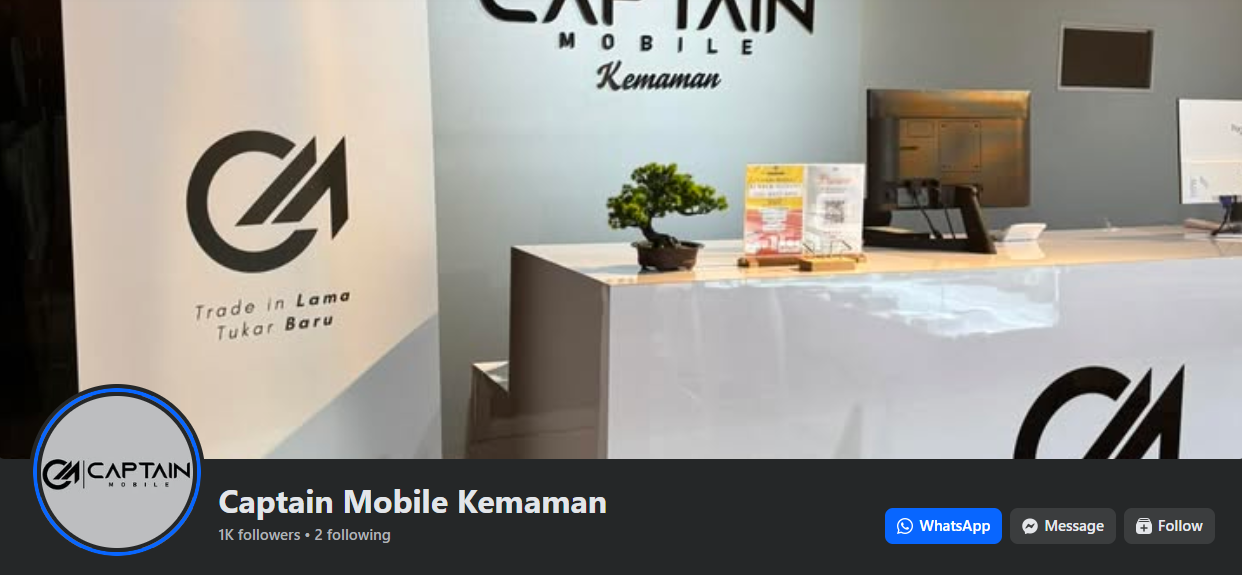 CAPTAIN
MOBILE
Kemaman
Trade in Lama
Tukar Baru
CAPTAIN
MOBILE
Captain Mobile Kemaman
1K followers • 2 following
WhatsApp
Message
Follow